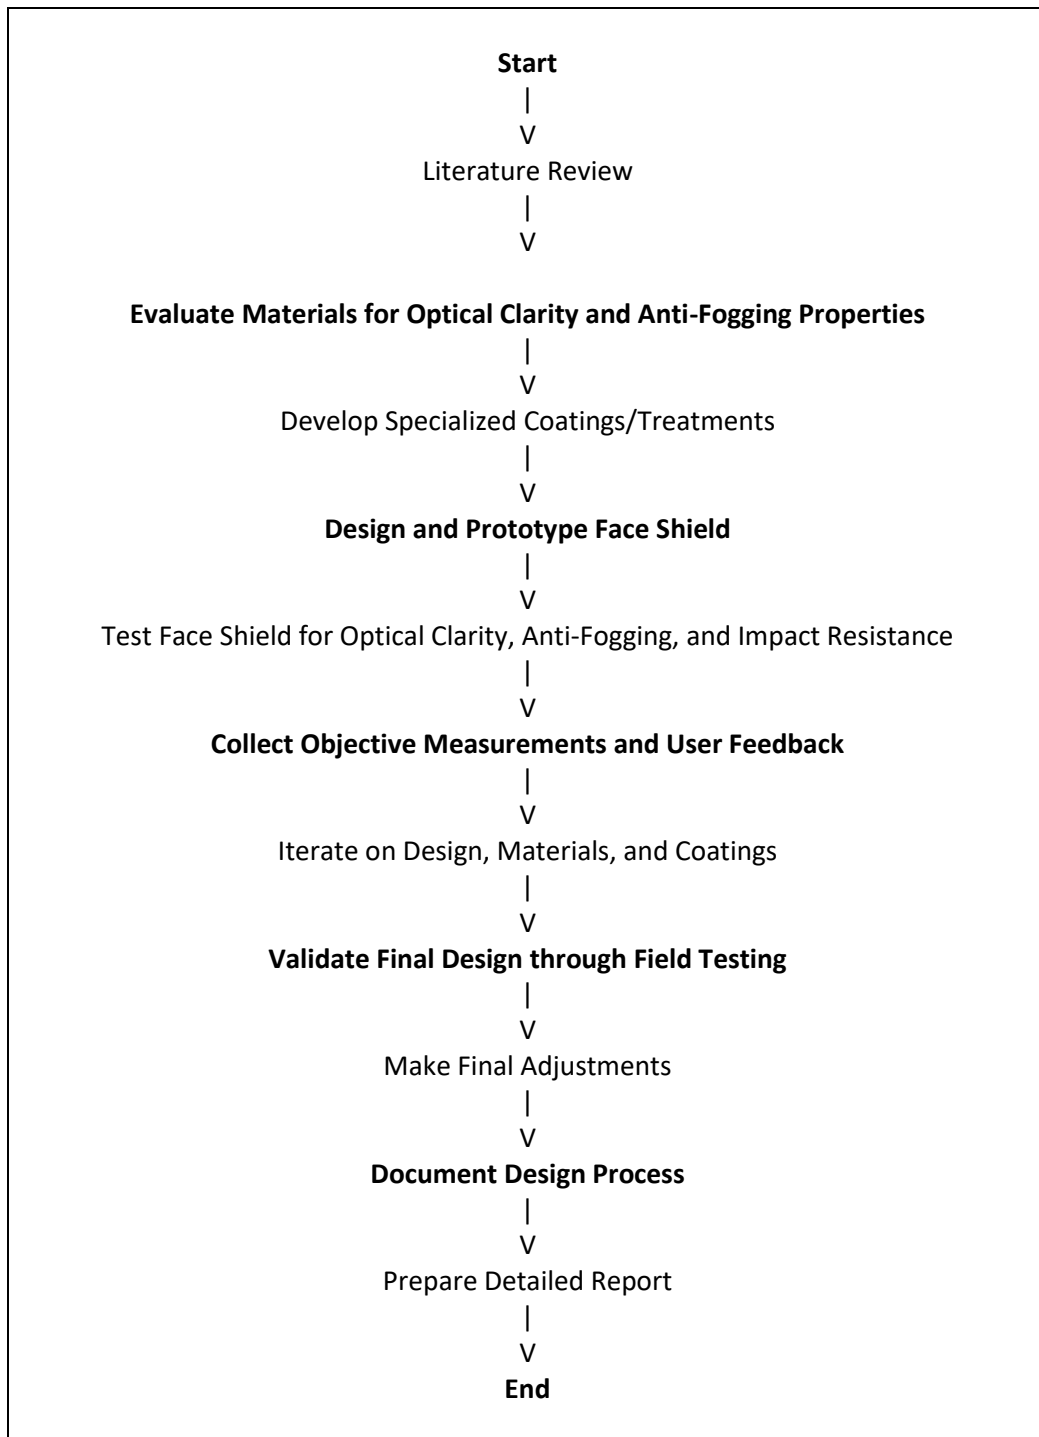 Start
|
V
Literature Review
|
V
Evaluate Materials for Optical Clarity and Anti-Fogging Properties
|
V
Develop Specialized Coatings/Treatments
|
V
Design and Prototype Face Shield
|
V
Test Face Shield for Optical Clarity, Anti-Fogging, and Impact Resistance
|
V
Collect Objective Measurements and User Feedback
|
V
Iterate on Design, Materials, and Coatings
|
V
Validate Final Design through Field Testing
|
V
Make Final Adjustments
|
V
Document Design Process
|
V
Prepare Detailed Report
|
V
End